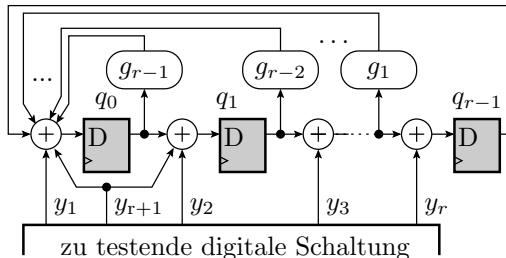 ... g_{r-1} g_{r-2} ... g_1
q_0 q_1 q_{r-1}
D D D
y_1 y_{r+1} y_2 y_3 y_r
zu testende digitale Schaltung